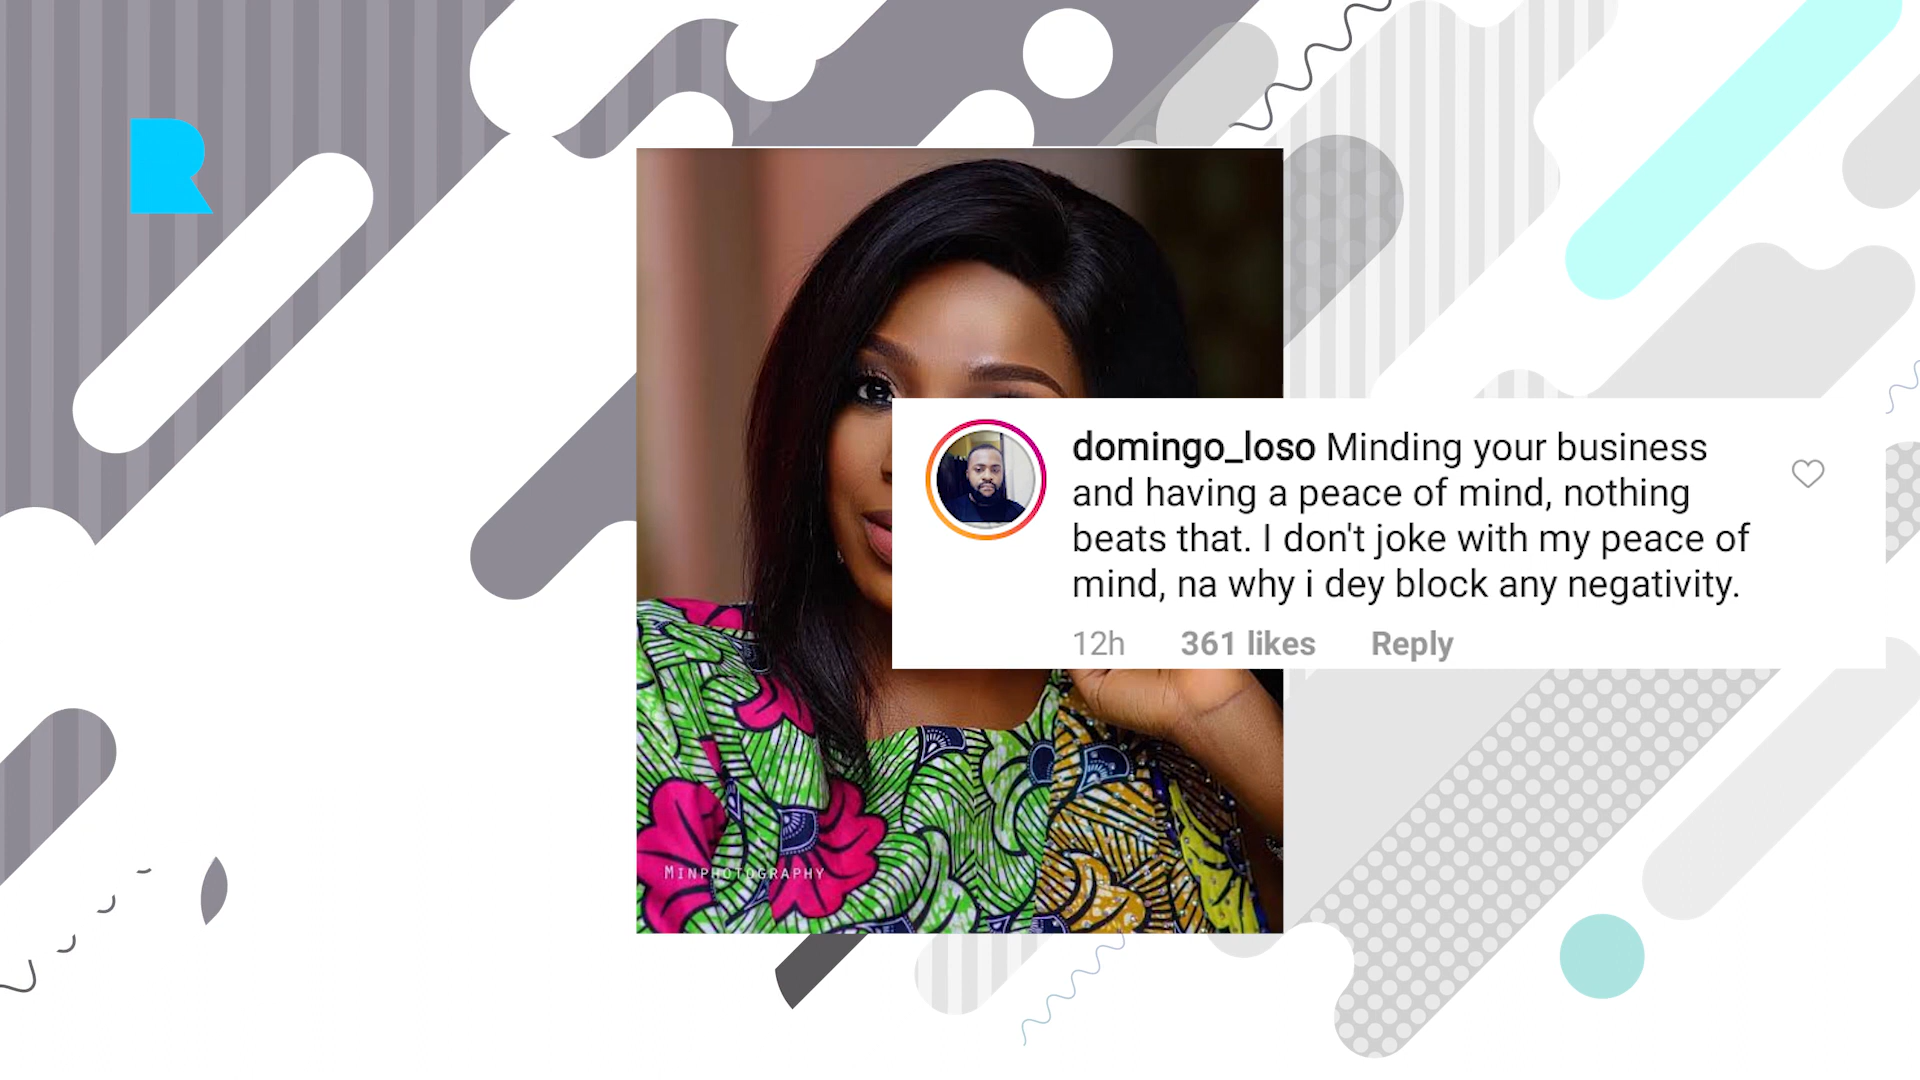 R
domingo_loso Minding your business
and having a peace of mind, nothing
beats that. I don't joke with my peace of
mind, na why i dey block any negativity.
12h 361 likes Reply
MINPHOTOGRAPHY